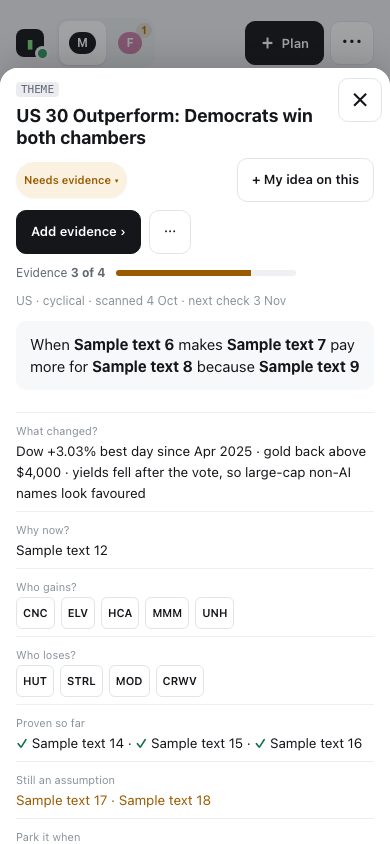 M
F
1
+ Plan
···
THEME
US 30 Outperform: Democrats win
both chambers
Needs evidence
+ My idea on this
Add evidence ›
···
Evidence 3 of 4
US · cyclical · scanned 4 Oct · next check 3 Nov
When Sample text 6 makes Sample text 7 pay
more for Sample text 8 because Sample text 9
What changed?
Dow +3.03% best day since Apr 2025 · gold back above
$4,000 · yields fell after the vote, so large-cap non-AI
names look favoured
Why now?
Sample text 12
Who gains?
CNC ELV HCA MMM UNH
Who loses?
HUT STRL MOD CRWV
Proven so far
✓ Sample text 14 · ✓ Sample text 15 · ✓ Sample text 16
Still an assumption
Sample text 17 · Sample text 18
Park it when